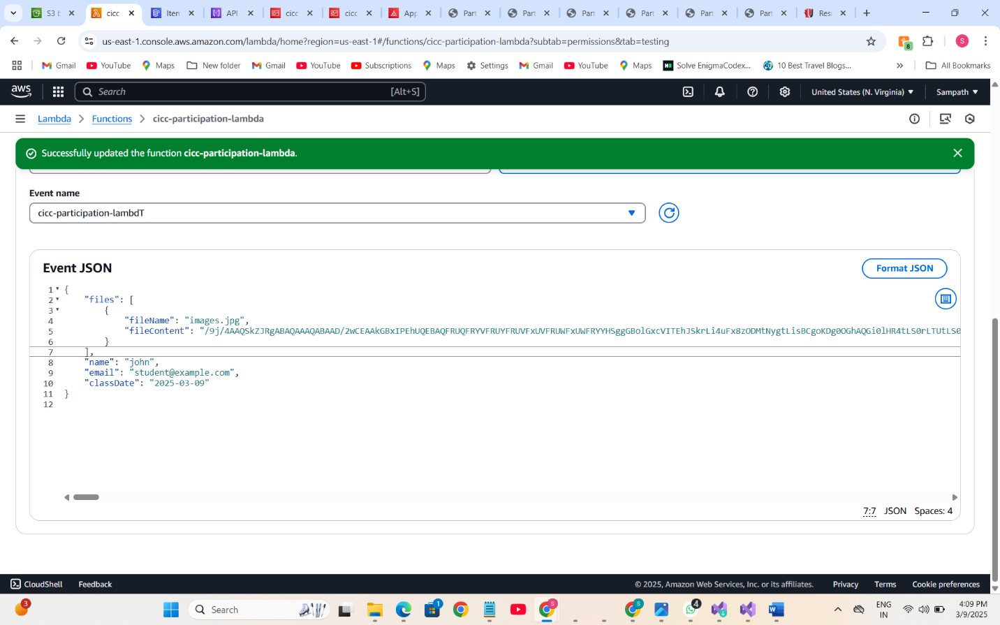 S3 b
cicc
Item
API
cicc
cicc
App
Part
Part
Part
Part
Part
Part
Res
us-east-1.console.aws.amazon.com/lambda/home?region=us-east-1#/functions/cicc-participation-lambda?subtab=permissions&tab=testing
8
S
Gmail
YouTube
Maps
New folder
Gmail
YouTube
Subscriptions
Maps
Settings
Gmail
YouTube
Maps
Solve EnigmaCodex...
10 Best Travel Blogs...
All Bookmarks
aws
Search
[Alt+S]
United States (N. Virginia)
Sampath
Lambda
Functions
cicc-participation-lambda
Successfully updated the function cicc-participation-lambda.
Event name
cicc-participation-lambdT
Event JSON
Format JSON
1 {
2 "files": [
3 {
4 "fileName": "images.jpg",
5 "fileContent": "/9j/4AAQSkZJRgABAQAAAQABAAD/2wCEAAkGBxIPEhUQEBAQFRUQFRYVFRUYFRUVFxUVFRUWFxUWFRYYHSggGBolGxcVITEhJSkrLi4uFx8zODMtNygtLisBCgoKDg0OGhAQGi0lHR4tLS0rLTUtLS0
6 }
7 ],
8 "name": "john",
9 "email": "student@example.com",
10 "classDate": "2025-03-09"
11 }
12
7:7 JSON Spaces: 4
CloudShell
Feedback
© 2025, Amazon Web Services, Inc. or its affiliates.
Privacy
Terms
Cookie preferences
3
Search
1
S
S
4
ENG
IN
4:09 PM
3/9/2025